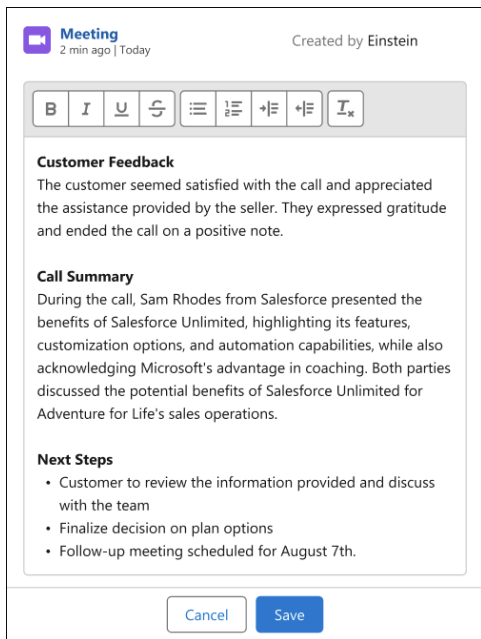 Meeting
Created by Einstein
2 min ago | Today
B I U S
Customer Feedback
The customer seemed satisfied with the call and appreciated
the assistance provided by the seller. They expressed gratitude
and ended the call on a positive note.
Call Summary
During the call, Sam Rhodes from Salesforce presented the
benefits of Salesforce Unlimited, highlighting its features,
customization options, and automation capabilities, while also
acknowledging Microsoft's advantage in coaching. Both parties
discussed the potential benefits of Salesforce Unlimited for
Adventure for Life's sales operations.
Next Steps
• Customer to review the information provided and discuss
with the team
• Finalize decision on plan options
• Follow-up meeting scheduled for August 7th.
Cancel Save